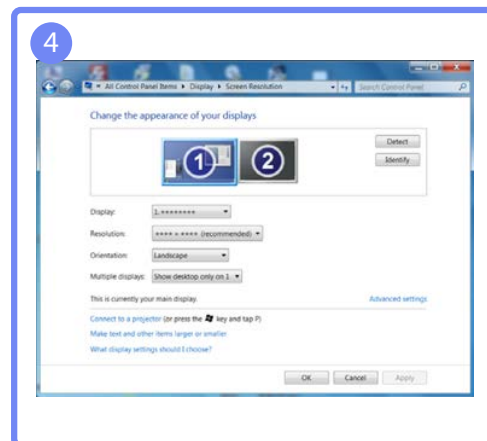 4
All Control Panel Items ▸ Display ▸ Screen Resolution
Search Control Panel
Change the appearance of your displays
1 2
Detect
Identify
Display: 1. ********
Resolution: **** × **** (recommended)
Orientation: Landscape
Multiple displays: Show desktop only on 1
This is currently your main display.
Advanced settings
Connect to a projector (or press the key and tap P)
Make text and other items larger or smaller
What display settings should I choose?
OK Cancel Apply